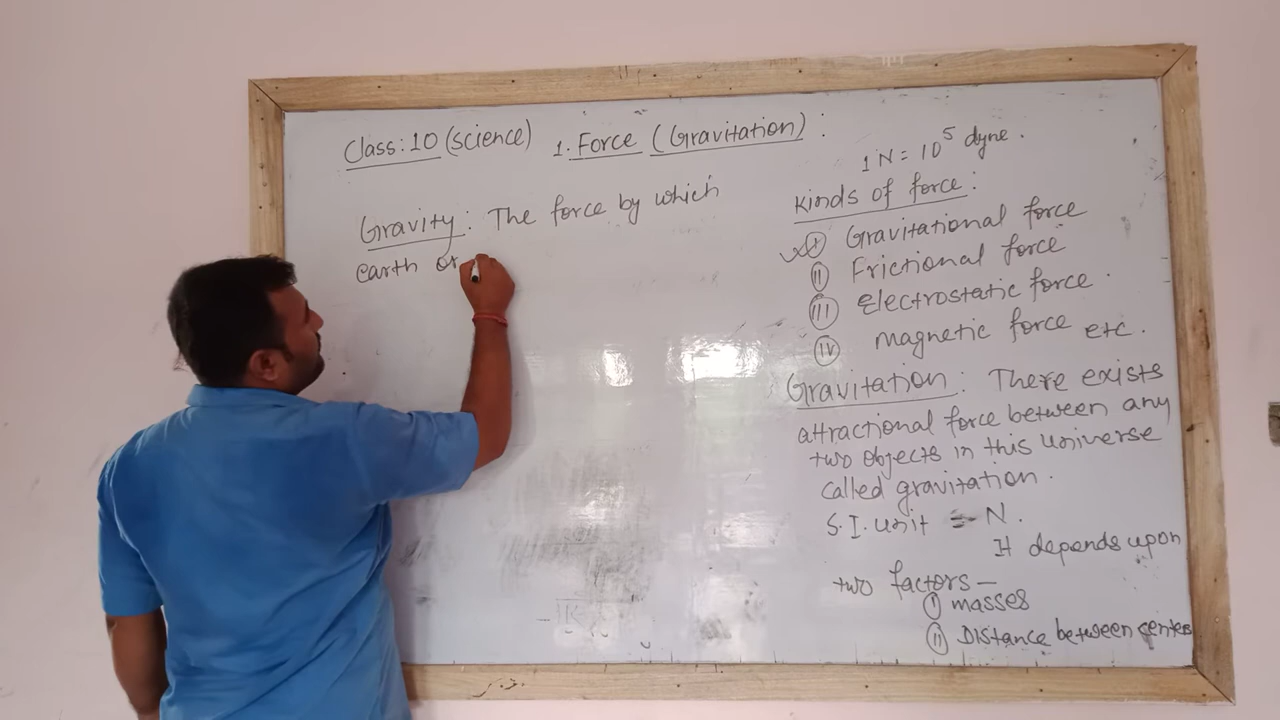 Class:10 (science) 1. Force (Gravitation) :
Gravity : The force by which
earth or
1 N = 10⁵ dyne .
Kinds of force :
(i) Gravitational force
(ii) Frictional force
(iii) Electrostatic force .
(iv) magnetic force etc .
Gravitation : There exists
attractional force between any
two objects in this universe
called gravitation .
S.I. unit = N .
It depends upon
two factors —
(i) masses
(ii) Distance between center